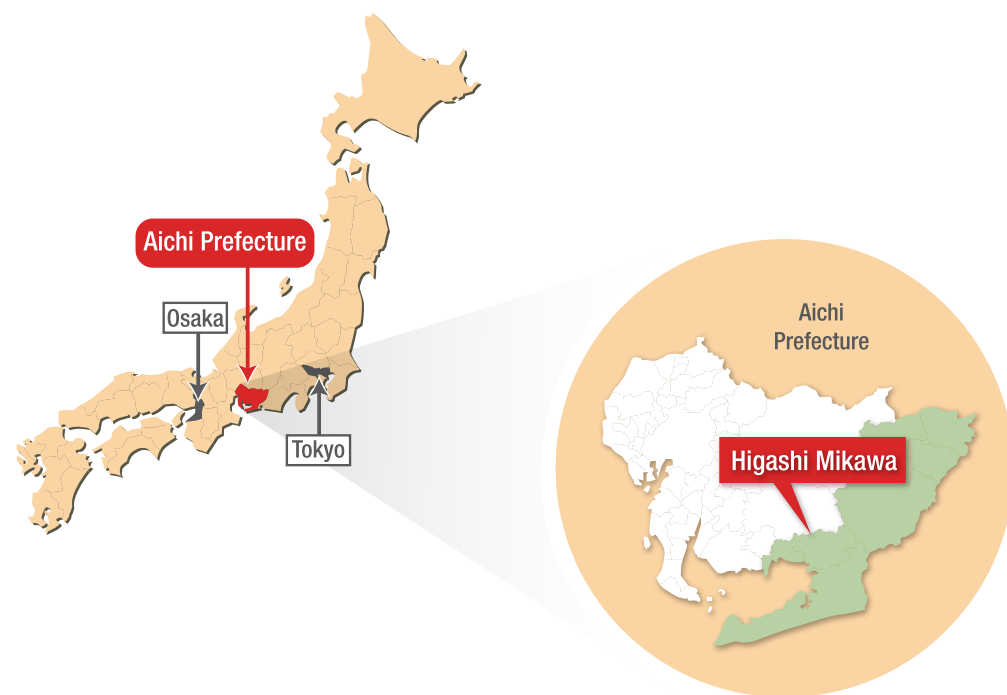 Aichi Prefecture
Osaka
Tokyo
Aichi
Prefecture
Higashi Mikawa